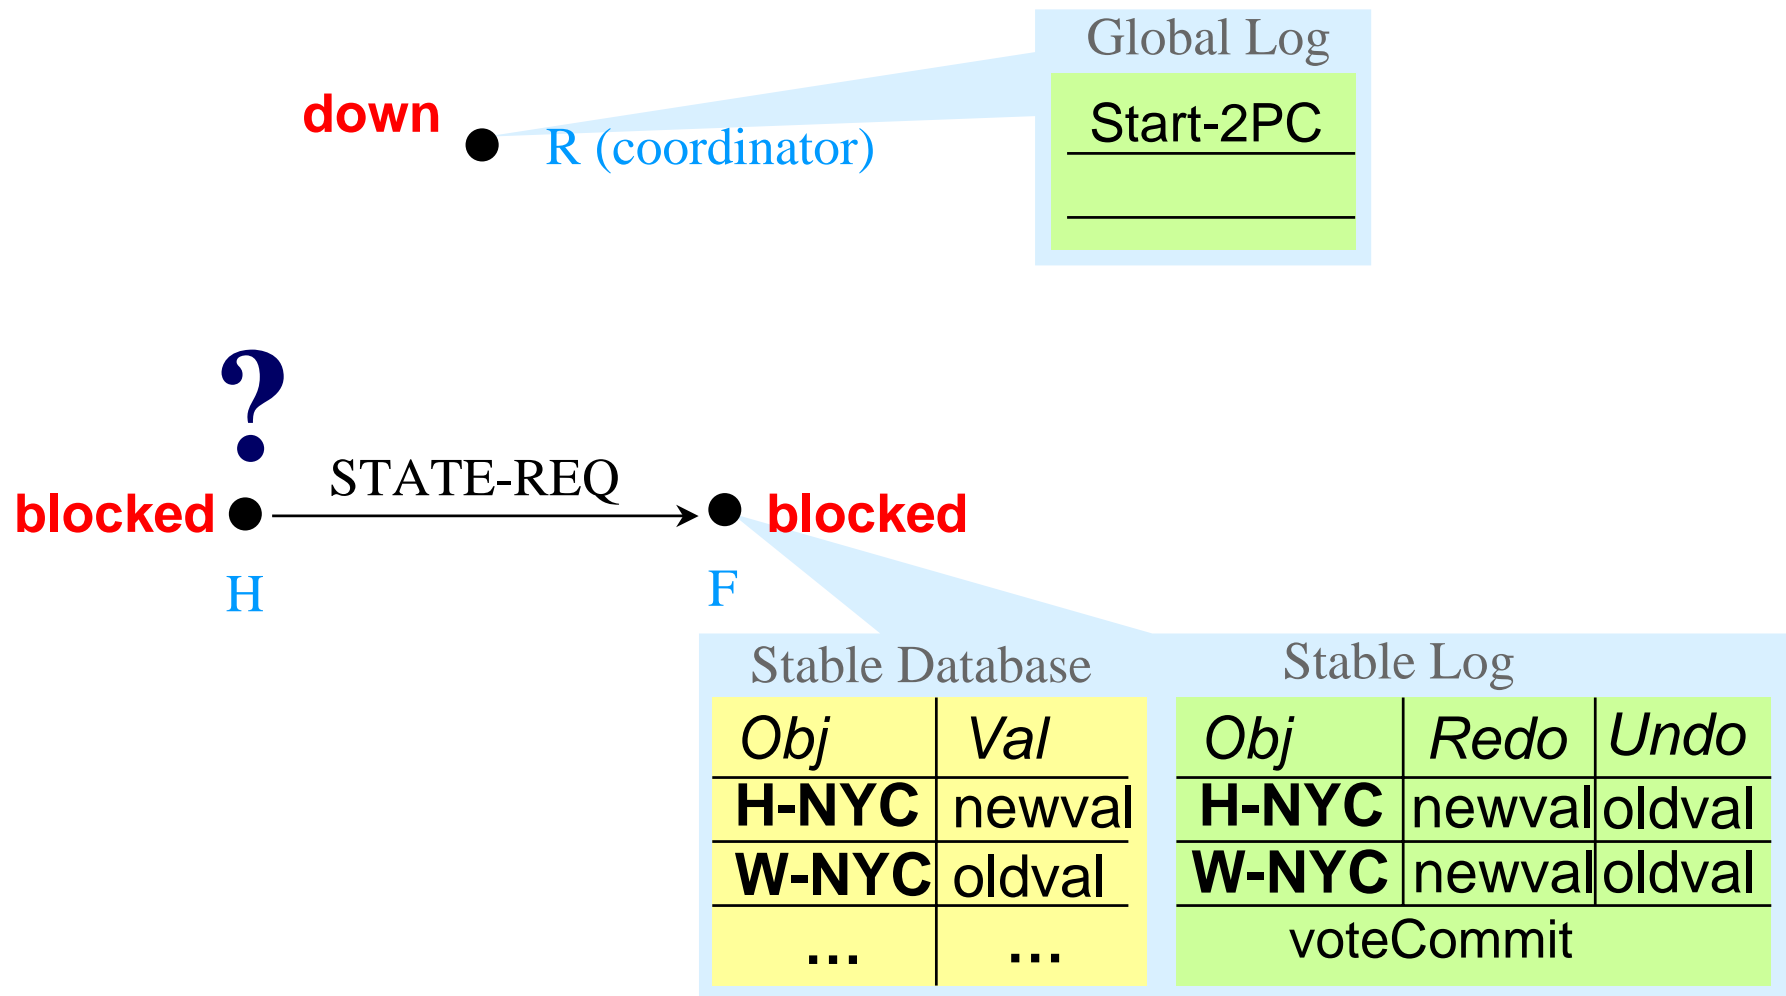 Global Log
down
Start-2PC
R (coordinator)
?
STATE-REQ
blocked
blocked
H
F
Stable Database
Stable Log
Obj Val
Obj Redo Undo
H-NYC newval
H-NYC newval oldval
W-NYC oldval
W-NYC newval oldval
... ...
voteCommit